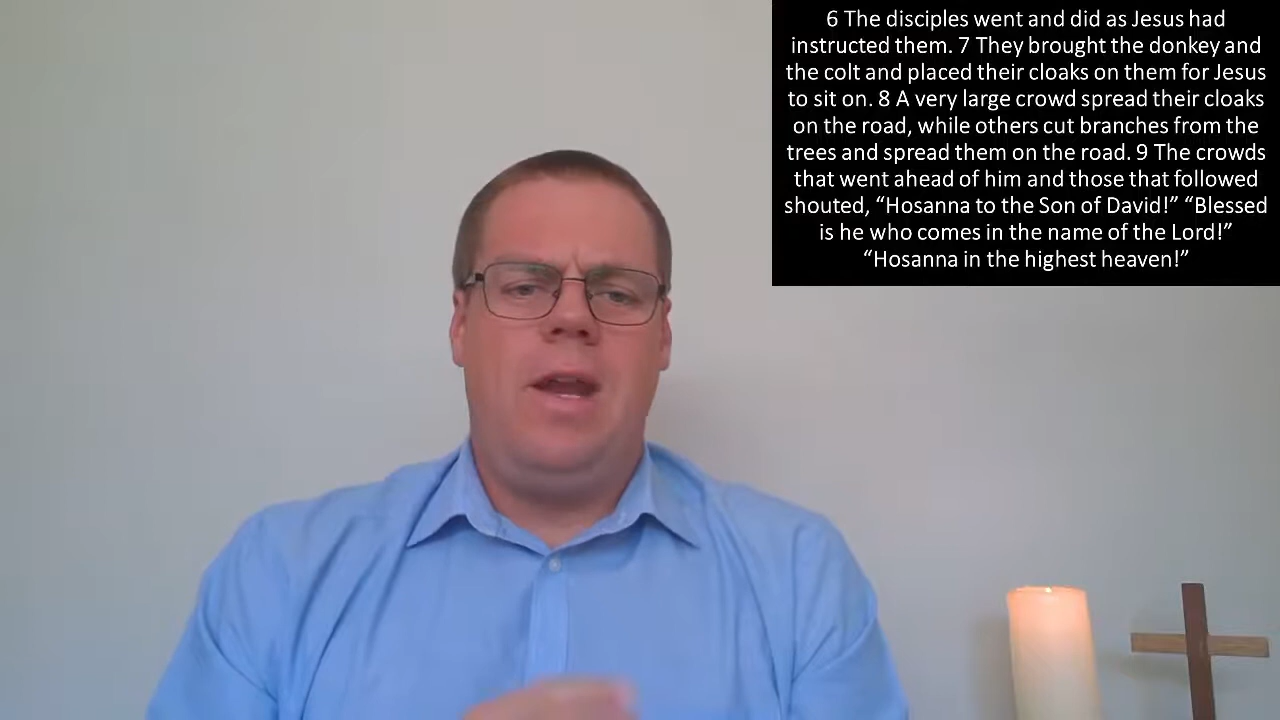 6 The disciples went and did as Jesus had
instructed them. 7 They brought the donkey and
the colt and placed their cloaks on them for Jesus
to sit on. 8 A very large crowd spread their cloaks
on the road, while others cut branches from the
trees and spread them on the road. 9 The crowds
that went ahead of him and those that followed
shouted, “Hosanna to the Son of David!” “Blessed
is he who comes in the name of the Lord!”
“Hosanna in the highest heaven!”